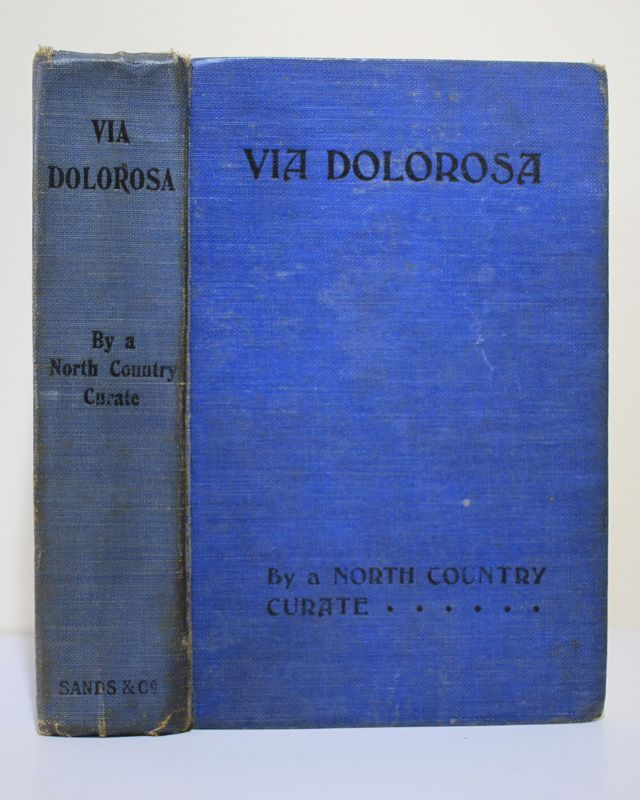 VIA
DOLOROSA
By a
North Country
Curate
SANDS & Co
VIA DOLOROSA
By a NORTH COUNTRY
CURATE . . . . . .